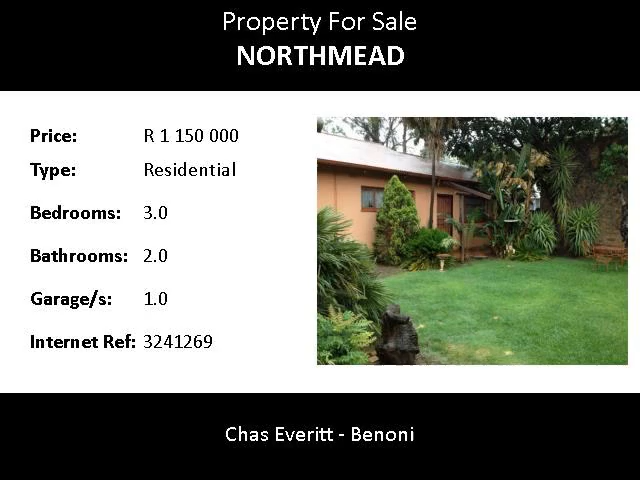 Property For Sale
NORTHMEAD
Price: R 1 150 000
Type: Residential
Bedrooms: 3.0
Bathrooms: 2.0
Garage/s: 1.0
Internet Ref: 3241269
Chas Everitt - Benoni